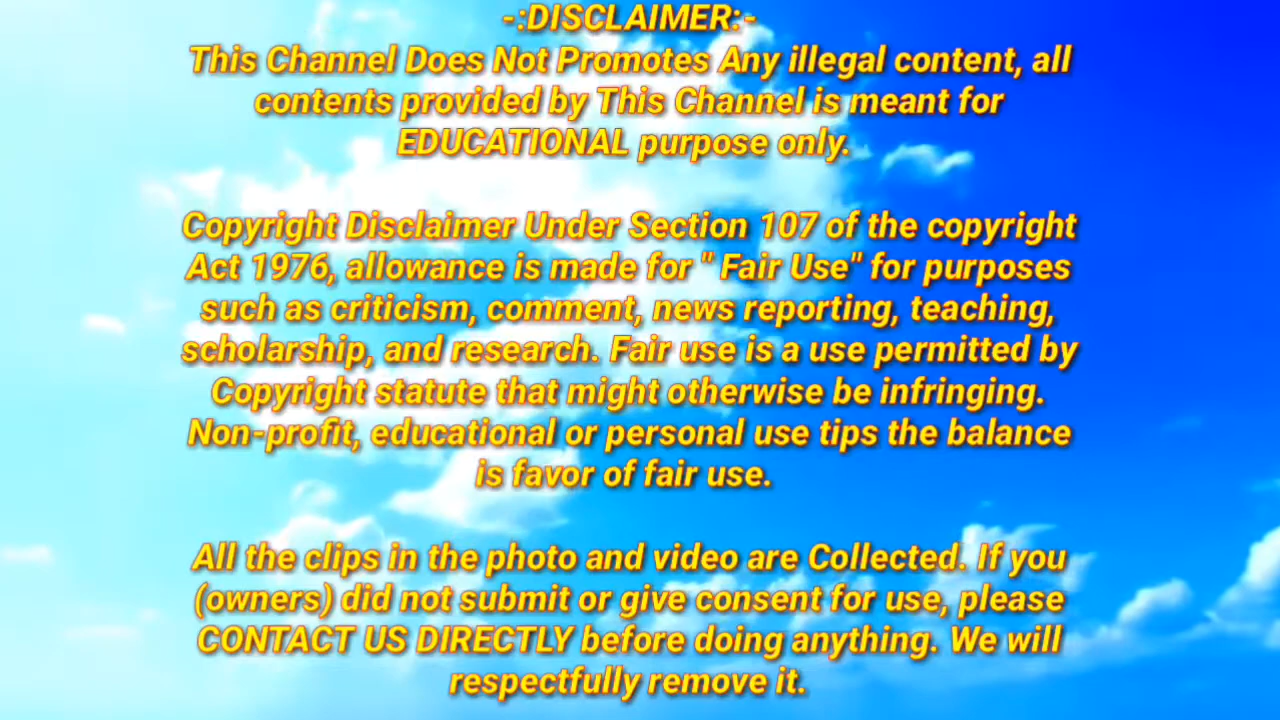 -:DISCLAIMER:-
This Channel Does Not Promotes Any illegal content, all
contents provided by This Channel is meant for
EDUCATIONAL purpose only.
Copyright Disclaimer Under Section 107 of the copyright
Act 1976, allowance is made for " Fair Use" for purposes
such as criticism, comment, news reporting, teaching,
scholarship, and research. Fair use is a use permitted by
Copyright statute that might otherwise be infringing.
Non-profit, educational or personal use tips the balance
is favor of fair use.
All the clips in the photo and video are Collected. If you
(owners) did not submit or give consent for use, please
CONTACT US DIRECTLY before doing anything. We will
respectfully remove it.